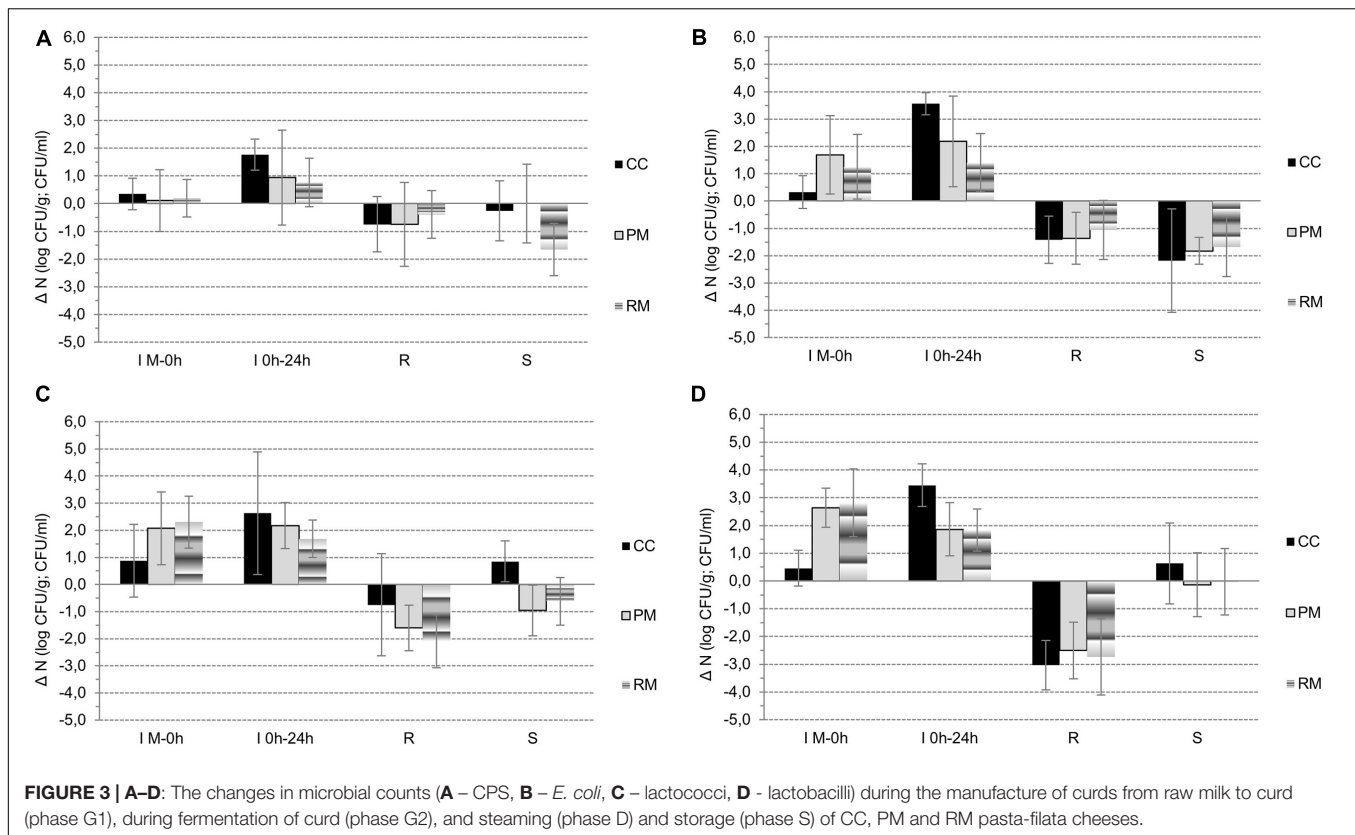 A
6,0
5,0
4,0
3,0
2,0
1,0
0,0
-1,0
-2,0
-3,0
-4,0
-5,0
Δ N (log CFU/g; CFU/ml)
I M-0h I 0h-24h R S
CC
PM
RM
B
6,0
5,0
4,0
3,0
2,0
1,0
0,0
-1,0
-2,0
-3,0
-4,0
-5,0
Δ N (log CFU/g; CFU/ml)
I M-0h I 0h-24h R S
CC
PM
RM
C
6,0
5,0
4,0
3,0
2,0
1,0
0,0
-1,0
-2,0
-3,0
-4,0
-5,0
Δ N (log CFU/g; CFU/ml)
I M-0h I 0h-24h R S
CC
PM
RM
D
6,0
5,0
4,0
3,0
2,0
1,0
0,0
-1,0
-2,0
-3,0
-4,0
-5,0
Δ N (log CFU/g; CFU/ml)
I M-0h I 0h-24h R S
CC
PM
RM
FIGURE 3 | A–D: The changes in microbial counts (A – CPS, B – E. coli, C – lactococci, D - lactobacilli) during the manufacture of curds from raw milk to curd
(phase G1), during fermentation of curd (phase G2), and steaming (phase D) and storage (phase S) of CC, PM and RM pasta-filata cheeses.